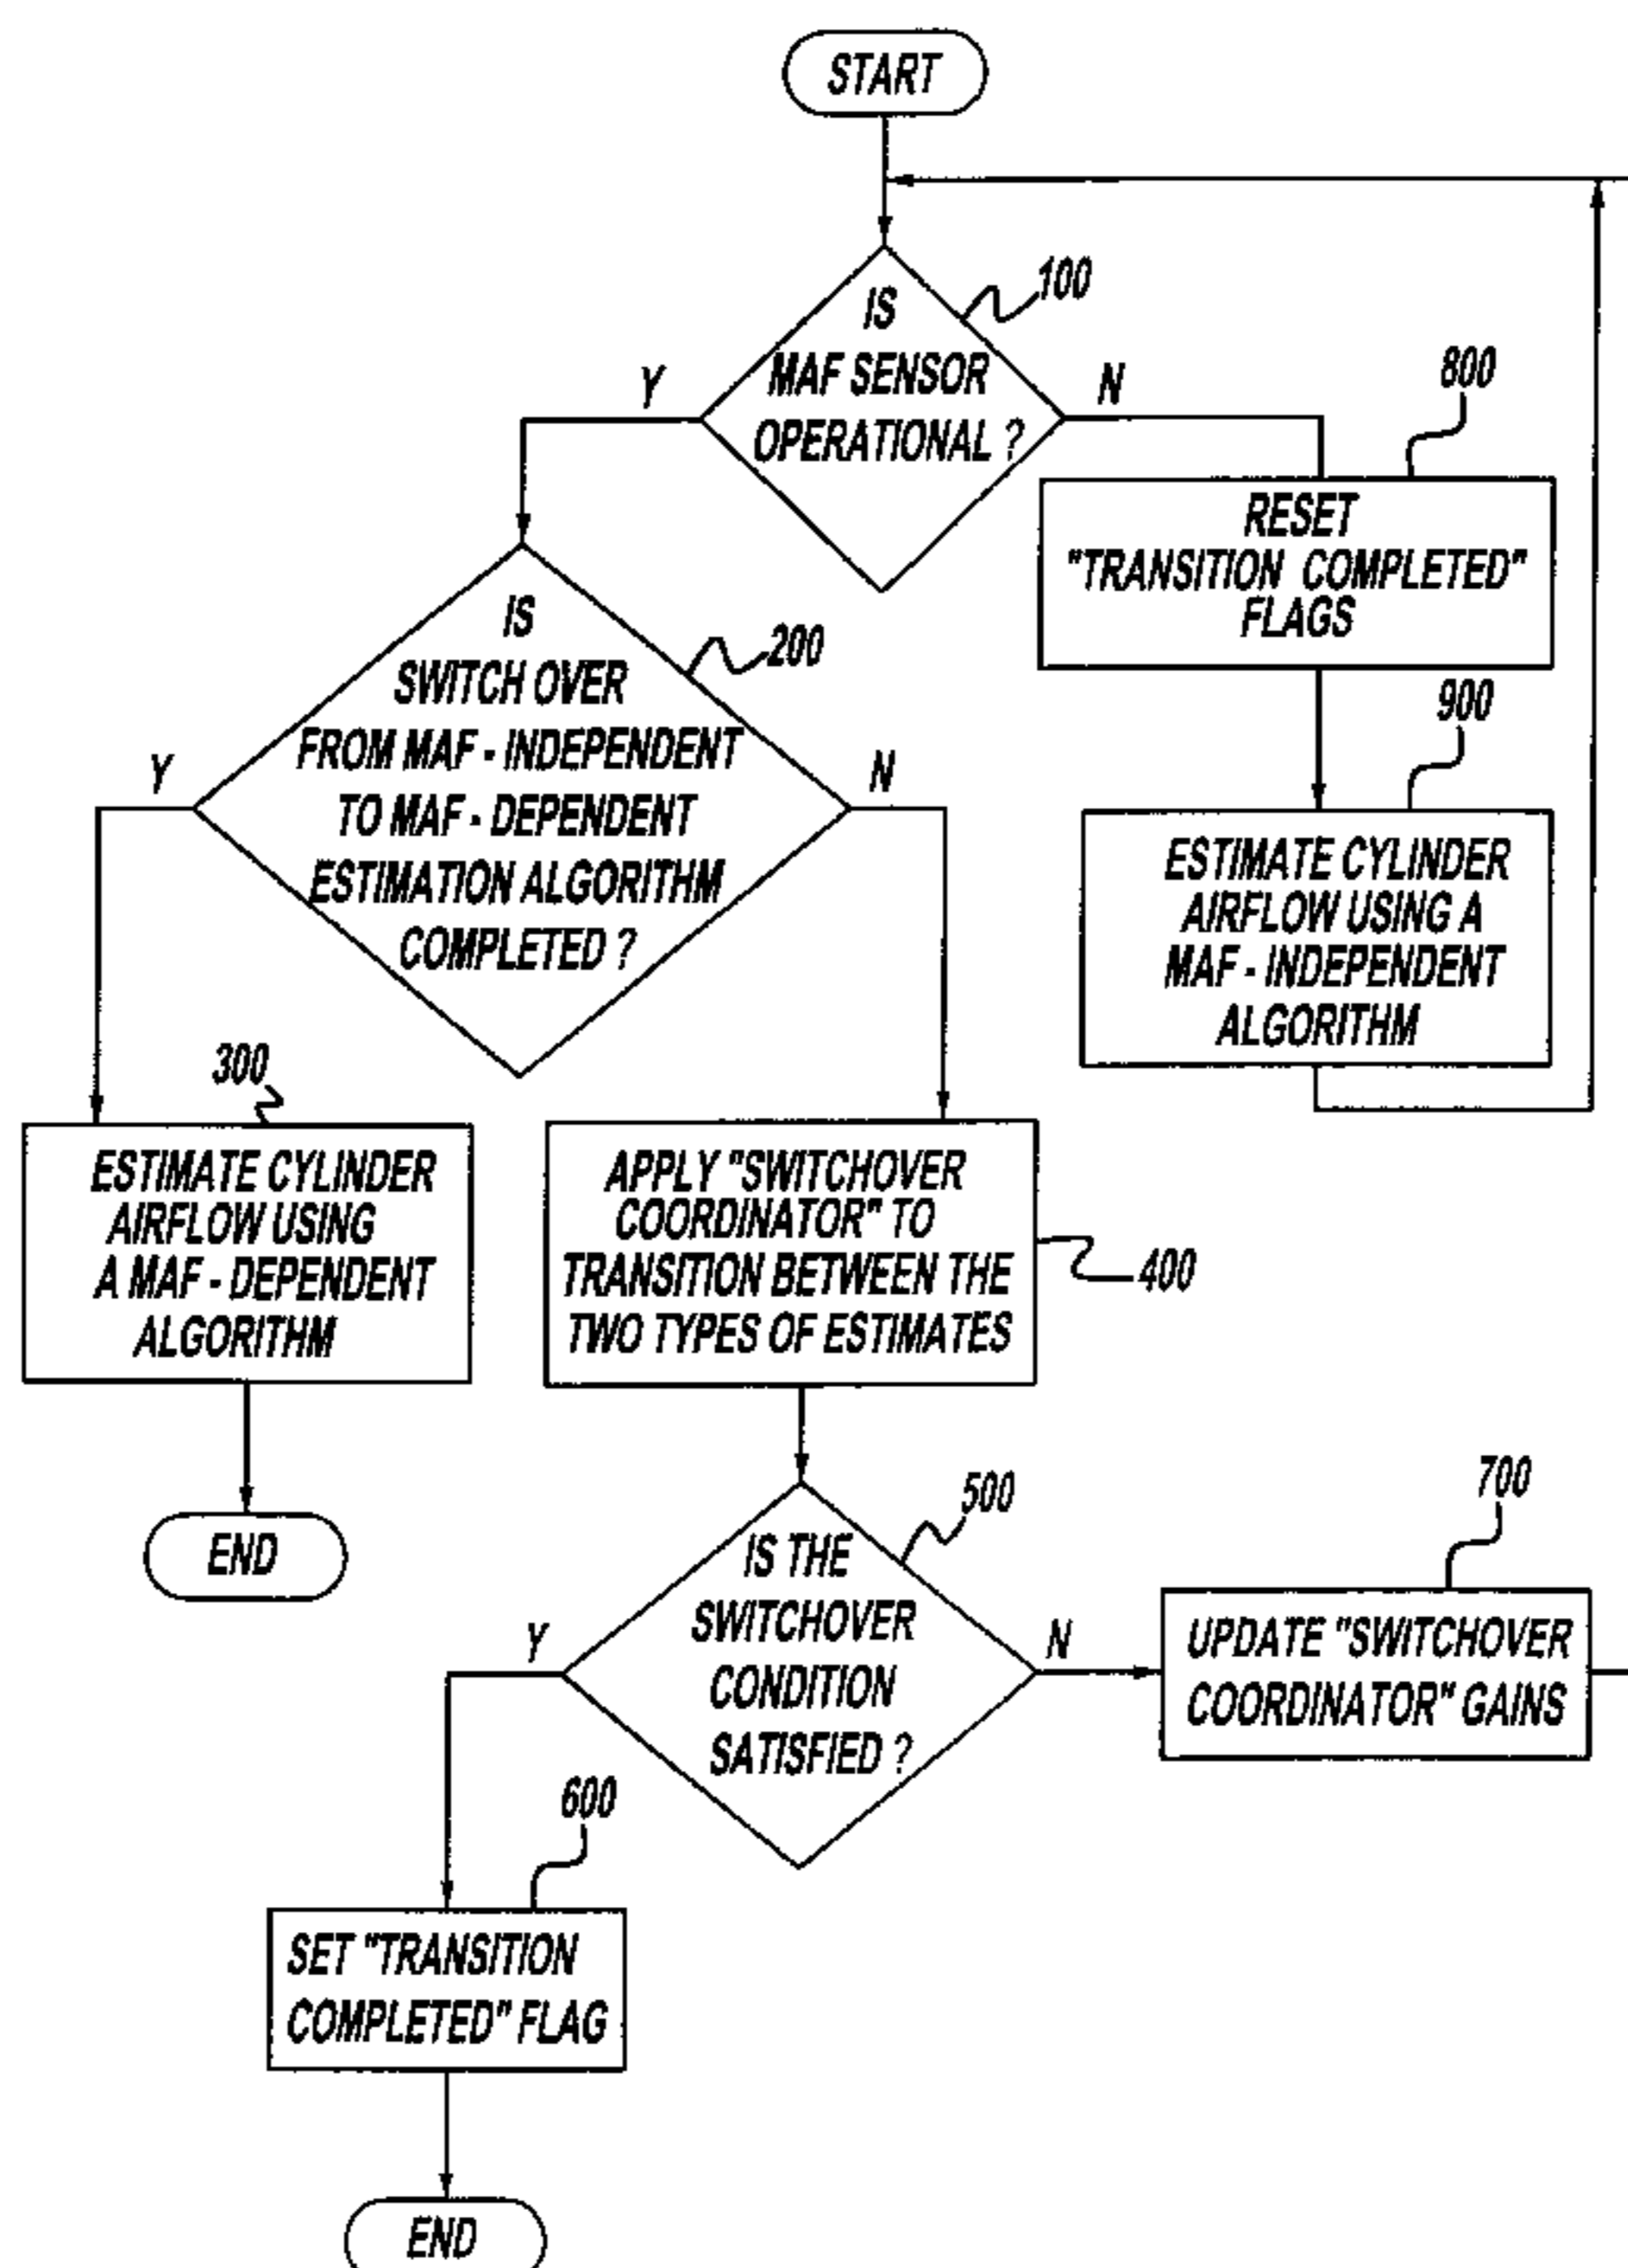 START
100
IS
MAF SENSOR
OPERATIONAL ?
Y
N
800
RESET
"TRANSITION COMPLETED"
FLAGS
200
IS
SWITCH OVER
FROM MAF - INDEPENDENT
TO MAF - DEPENDENT
ESTIMATION ALGORITHM
COMPLETED ?
Y
N
900
ESTIMATE CYLINDER
AIRFLOW USING A
MAF - INDEPENDENT
ALGORITHM
300
ESTIMATE CYLINDER
AIRFLOW USING
A MAF - DEPENDENT
ALGORITHM
END
APPLY "SWITCHOVER
COORDINATOR" TO
TRANSITION BETWEEN THE
TWO TYPES OF ESTIMATES
400
500
IS THE
SWITCHOVER
CONDITION
SATISFIED ?
Y
N
700
UPDATE "SWITCHOVER
COORDINATOR" GAINS
600
SET "TRANSITION
COMPLETED" FLAG
END